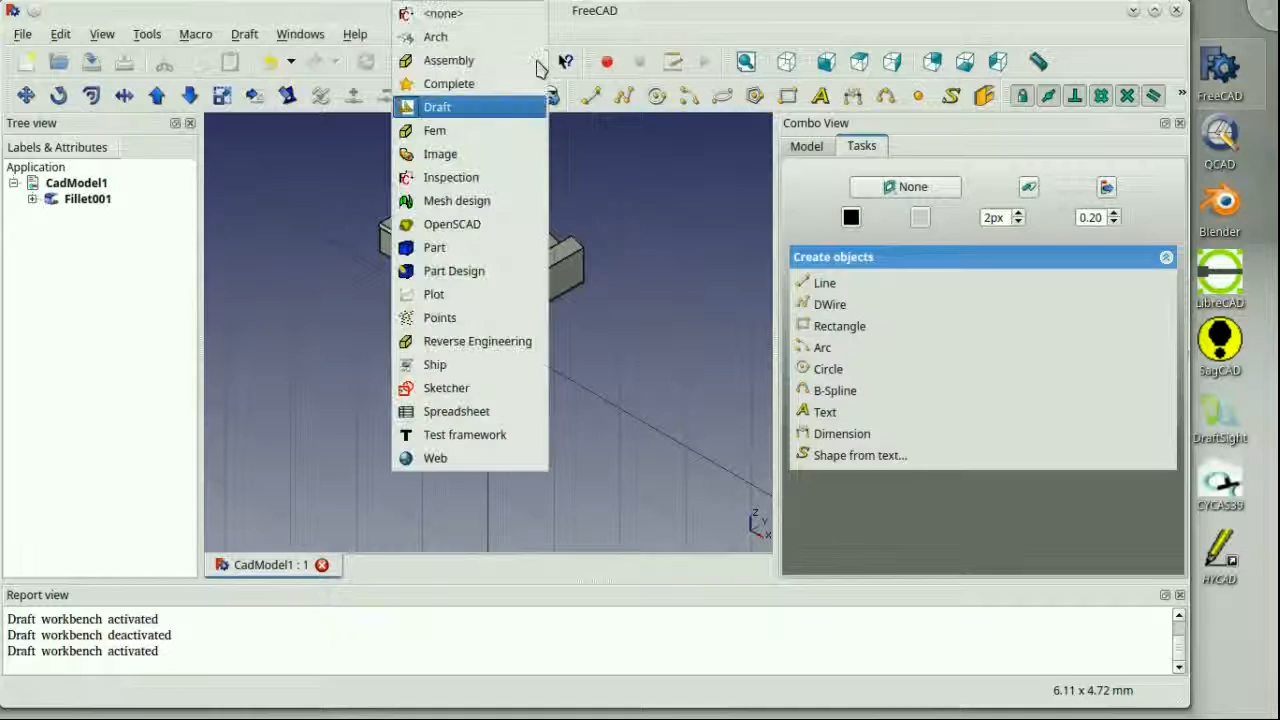 FreeCAD
File Edit View Tools Macro Draft Windows Help
<none>
Arch
Assembly
Complete
Draft
Fem
Image
Inspection
Mesh design
OpenSCAD
Part
Part Design
Plot
Points
Reverse Engineering
Ship
Sketcher
Spreadsheet
Test framework
Web
Tree view
Labels & Attributes
Application
CadModel1
Fillet001
Z
Y
X
CadModel1 : 1
Combo View
Model Tasks
None
2px 0.20
Create objects
Line
DWire
Rectangle
Arc
Circle
B-Spline
Text
Dimension
Shape from text...
Report view
Draft workbench activated
Draft workbench deactivated
Draft workbench activated
6.11 x 4.72 mm
FreeCAD
QCAD
Blender
LibreCAD
SagCAD
DraftSight
CYCAS39
HYCAD